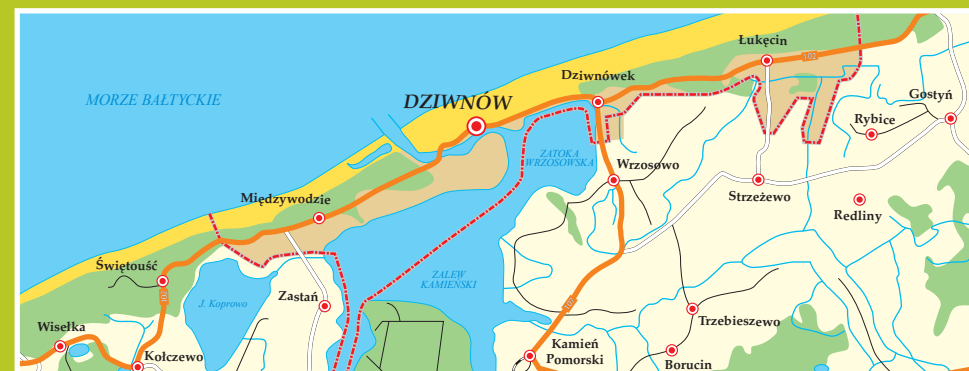 Łukęcin
102
Dziwnówek
MORZE BAŁTYCKIE
DZIWNÓW
Gostyń
Rybice
ZATOKA
WRZOSOWSKA
Wrzosowo
Międzywodzie
Strzeżewo
Redliny
Świętouść
ZALEW
KAMIEŃSKI
Zastań
J. Koprowo
Wisełka
Trzebieszewo
Kołczewo
Kamień
Pomorski
Borucin